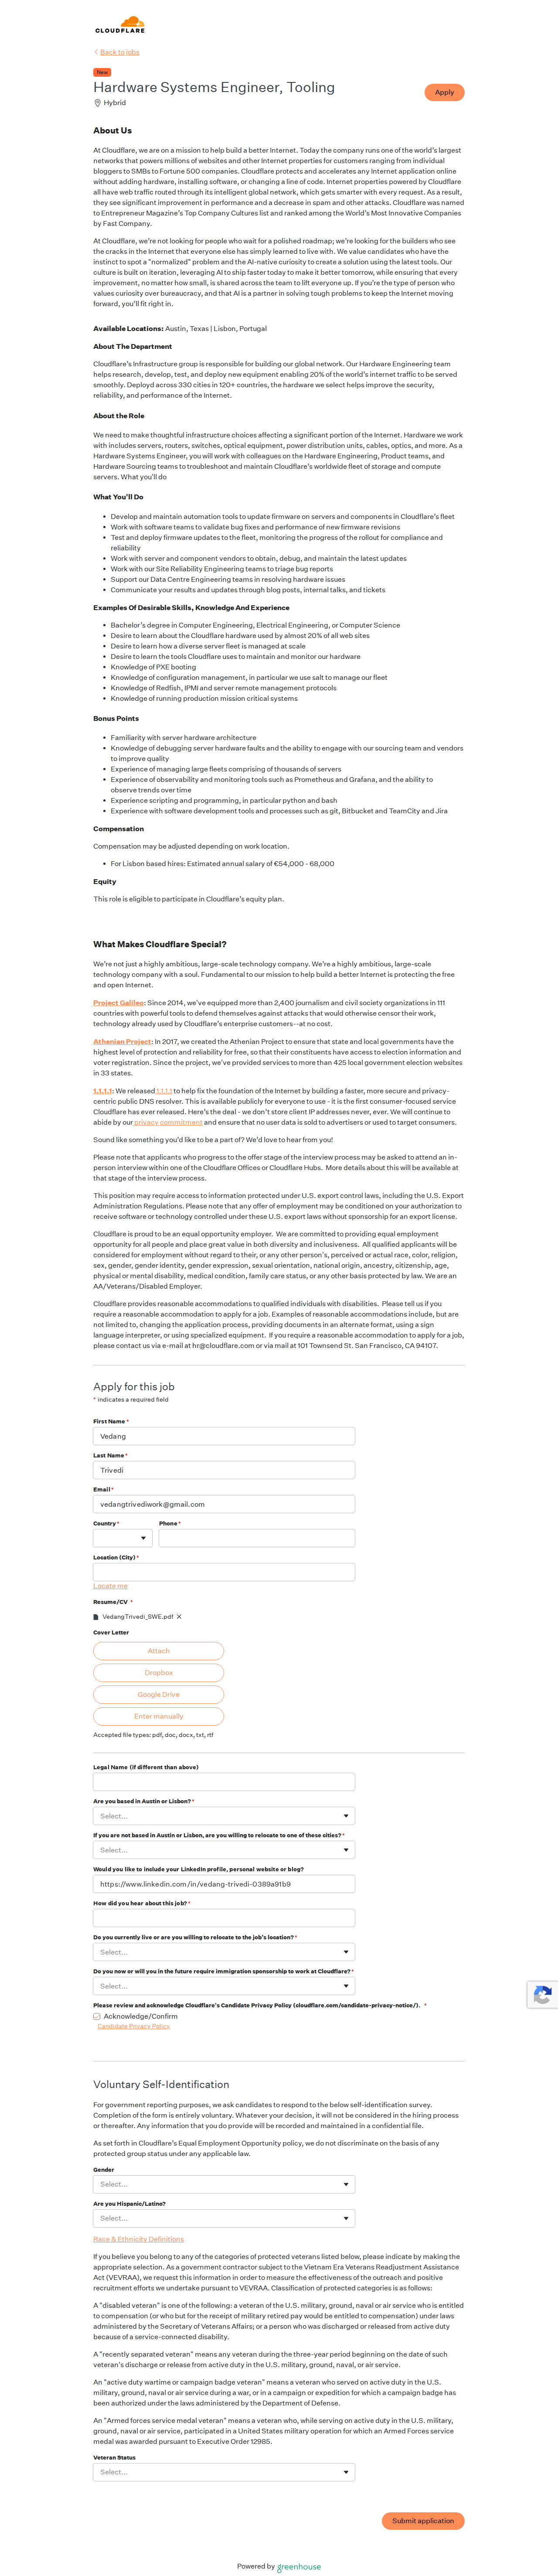 CLOUDFLARE
Back to jobs
New
Hardware Systems Engineer, Tooling
Hybrid
Apply
About Us
At Cloudflare, we are on a mission to help build a better Internet. Today the company runs one of the world's largest
networks that powers millions of websites and other Internet properties for customers ranging from individual
bloggers to SMBs to Fortune 500 companies. Cloudflare protects and accelerates any Internet application online
without adding hardware, installing software, or changing a line of code. Internet properties powered by Cloudflare
all have web traffic routed through its intelligent global network, which gets smarter with every request. As a result,
they see significant improvement in performance and a decrease in spam and other attacks. Cloudflare was named
to Entrepreneur Magazine's Top Company Cultures list and ranked among the World's Most Innovative Companies
by Fast Company.
At Cloudflare, we're not looking for people who wait for a polished roadmap; we're looking for the builders who see
the cracks in the Internet that everyone else has simply learned to live with. We value candidates who have the
instinct to spot a "normalized" problem and the AI-native curiosity to create a solution using the latest tools. Our
culture is built on iteration, leveraging AI to ship faster today to make it better tomorrow, while ensuring that every
improvement, no matter how small, is shared across the team to lift everyone up. If you're the type of person who
values curiosity over bureaucracy, and that AI is a partner in solving tough problems to keep the Internet moving
forward, you'll fit right in.
Available Locations: Austin, Texas | Lisbon, Portugal
About The Department
Cloudflare's Infrastructure group is responsible for building our global network. Our Hardware Engineering team
helps research, develop, test, and deploy new equipment enabling 20% of the world's internet traffic to be served
smoothly. Deployd across 330 cities in 120+ countries, the hardware we select helps improve the security,
reliability, and performance of the Internet.
About the Role
We need to make thoughtful infrastructure choices affecting a significant portion of the Internet. Hardware we work
with includes servers, routers, switches, optical equipment, power distribution units, cables, optics, and more. As a
Hardware Systems Engineer, you will work with colleagues on the Hardware Engineering, Product teams, and
Hardware Sourcing teams to troubleshoot and maintain Cloudflare's worldwide fleet of storage and compute
servers. What you'll do
What You'll Do
• Develop and maintain automation tools to update firmware on servers and components in Cloudflare's fleet
• Work with software teams to validate bug fixes and performance of new firmware revisions
• Test and deploy firmware updates to the fleet, monitoring the progress of the rollout for compliance and
reliability
• Work with server and component vendors to obtain, debug, and maintain the latest updates
• Work with our Site Reliability Engineering teams to triage bug reports
• Support our Data Centre Engineering teams in resolving hardware issues
• Communicate your results and updates through blog posts, internal talks, and tickets
Examples Of Desirable Skills, Knowledge And Experience
• Bachelor's degree in Computer Engineering, Electrical Engineering, or Computer Science
• Desire to learn about the Cloudflare hardware used by almost 20% of all web sites
• Desire to learn how a diverse server fleet is managed at scale
• Desire to learn the tools Cloudflare uses to maintain and monitor our hardware
• Knowledge of PXE booting
• Knowledge of configuration management, in particular we use salt to manage our fleet
• Knowledge of Redfish, IPMI and server remote management protocols
• Knowledge of running production mission critical systems
Bonus Points
• Familiarity with server hardware architecture
• Knowledge of debugging server hardware faults and the ability to engage with our sourcing team and vendors
to improve quality
• Experience of managing large fleets comprising of thousands of servers
• Experience of observability and monitoring tools such as Prometheus and Grafana, and the ability to
observe trends over time
• Experience scripting and programming, in particular python and bash
• Experience with software development tools and processes such as git, Bitbucket and TeamCity and Jira
Compensation
Compensation may be adjusted depending on work location.
• For Lisbon based hires: Estimated annual salary of €54,000 - 68,000
Equity
This role is eligible to participate in Cloudflare's equity plan.
What Makes Cloudflare Special?
We're not just a highly ambitious, large-scale technology company. We're a highly ambitious, large-scale
technology company with a soul. Fundamental to our mission to help build a better Internet is protecting the free
and open Internet.
Project Galileo: Since 2014, we've equipped more than 2,400 journalism and civil society organizations in 111
countries with powerful tools to defend themselves against attacks that would otherwise censor their work,
technology already used by Cloudflare's enterprise customers--at no cost.
Athenian Project: In 2017, we created the Athenian Project to ensure that state and local governments have the
highest level of protection and reliability for free, so that their constituents have access to election information and
voter registration. Since the project, we've provided services to more than 425 local government election websites
in 33 states.
1.1.1.1: We released 1.1.1.1 to help fix the foundation of the Internet by building a faster, more secure and privacy-
centric public DNS resolver. This is available publicly for everyone to use - it is the first consumer-focused service
Cloudflare has ever released. Here's the deal - we don't store client IP addresses never, ever. We will continue to
abide by our privacy commitment and ensure that no user data is sold to advertisers or used to target consumers.
Sound like something you'd like to be a part of? We'd love to hear from you!
Please note that applicants who progress to the offer stage of the interview process may be asked to attend an in-
person interview within one of the Cloudflare Offices or Cloudflare Hubs. More details about this will be available at
that stage of the interview process.
This position may require access to information protected under U.S. export control laws, including the U.S. Export
Administration Regulations. Please note that any offer of employment may be conditioned on your authorization to
receive software or technology controlled under these U.S. export laws without sponsorship for an export license.
Cloudflare is proud to be an equal opportunity employer. We are committed to providing equal employment
opportunity for all people and place great value in both diversity and inclusiveness. All qualified applicants will be
considered for employment without regard to their, or any other person's, perceived or actual race, color, religion,
sex, gender, gender identity, gender expression, sexual orientation, national origin, ancestry, citizenship, age,
physical or mental disability, medical condition, family care status, or any other basis protected by law. We are an
AA/Veterans/Disabled Employer.
Cloudflare provides reasonable accommodations to qualified individuals with disabilities. Please tell us if you
require a reasonable accommodation to apply for a job. Examples of reasonable accommodations include, but are
not limited to, changing the application process, providing documents in an alternate format, using a sign
language interpreter, or using specialized equipment. If you require a reasonable accommodation to apply for a job,
please contact us via e-mail at hr@cloudflare.com or via mail at 101 Townsend St. San Francisco, CA 94107.
Apply for this job
* indicates a required field
First Name*
Vedang
Last Name*
Trivedi
Email*
vedangtrivediwork@gmail.com
Country* Phone*
Location (City)*
Locate me
Resume/CV *
VedangTrivedi_SWE.pdf
Cover Letter
Attach
Dropbox
Google Drive
Enter manually
Accepted file types: pdf, doc, docx, txt, rtf
Legal Name (if different than above)
Are you based in Austin or Lisbon?*
Select...
If you are not based in Austin or Lisbon, are you willing to relocate to one of these cities?*
Select...
Would you like to include your LinkedIn profile, personal website or blog?
https://www.linkedin.com/in/vedang-trivedi-0389a91b9
How did you hear about this job?*
Do you currently live or are you willing to relocate to the job's location?*
Select...
Do you now or will you in the future require immigration sponsorship to work at Cloudflare?*
Select...
Please review and acknowledge Cloudflare's Candidate Privacy Policy (cloudflare.com/candidate-privacy-notice/). *
Acknowledge/Confirm
Candidate Privacy Policy
Voluntary Self-Identification
For government reporting purposes, we ask candidates to respond to the below self-identification survey.
Completion of the form is entirely voluntary. Whatever your decision, it will not be considered in the hiring process
or thereafter. Any information that you do provide will be recorded and maintained in a confidential file.
As set forth in Cloudflare's Equal Employment Opportunity policy, we do not discriminate on the basis of any
protected group status under any applicable law.
Gender
Select...
Are you Hispanic/Latino?
Select...
Race & Ethnicity Definitions
If you believe you belong to any of the categories of protected veterans listed below, please indicate by making the
appropriate selection. As a government contractor subject to the Vietnam Era Veterans Readjustment Assistance
Act (VEVRAA), we request this information in order to measure the effectiveness of the outreach and positive
recruitment efforts we undertake pursuant to VEVRAA. Classification of protected categories is as follows:
A "disabled veteran" is one of the following: a veteran of the U.S. military, ground, naval or air service who is entitled
to compensation (or who but for the receipt of military retired pay would be entitled to compensation) under laws
administered by the Secretary of Veterans Affairs; or a person who was discharged or released from active duty
because of a service-connected disability.
A "recently separated veteran" means any veteran during the three-year period beginning on the date of such
veteran's discharge or release from active duty in the U.S. military, ground, naval, or air service.
An "active duty wartime or campaign badge veteran" means a veteran who served on active duty in the U.S.
military, ground, naval or air service during a war, or in a campaign or expedition for which a campaign badge has
been authorized under the laws administered by the Department of Defense.
An "Armed forces service medal veteran" means a veteran who, while serving on active duty in the U.S. military,
ground, naval or air service, participated in a United States military operation for which an Armed Forces service
medal was awarded pursuant to Executive Order 12985.
Veteran Status
Select...
Submit application
Powered by greenhouse